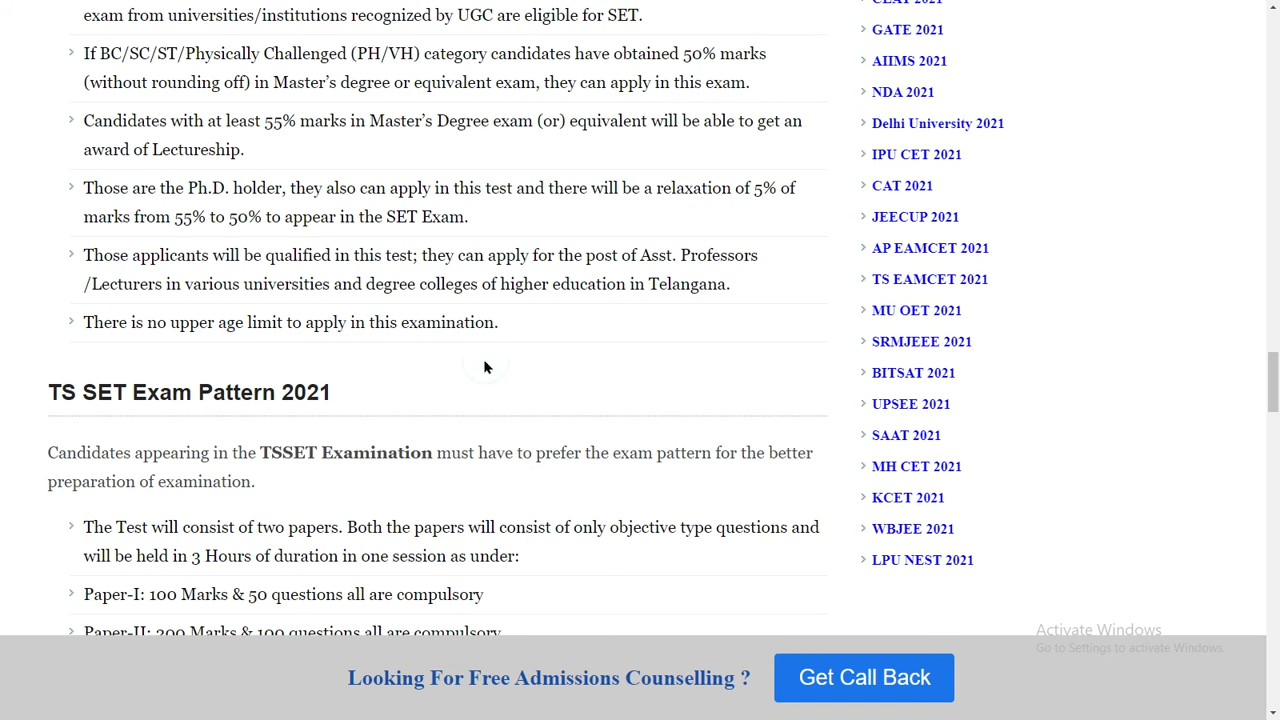 exam from universities/institutions recognized by UGC are eligible for SET.
If BC/SC/ST/Physically Challenged (PH/VH) category candidates have obtained 50% marks
(without rounding off) in Master’s degree or equivalent exam, they can apply in this exam.
Candidates with at least 55% marks in Master’s Degree exam (or) equivalent will be able to get an
award of Lectureship.
Those are the Ph.D. holder, they also can apply in this test and there will be a relaxation of 5% of
marks from 55% to 50% to appear in the SET Exam.
Those applicants will be qualified in this test; they can apply for the post of Asst. Professors
/Lecturers in various universities and degree colleges of higher education in Telangana.
There is no upper age limit to apply in this examination.
TS SET Exam Pattern 2021
Candidates appearing in the TSSET Examination must have to prefer the exam pattern for the better
preparation of examination.
The Test will consist of two papers. Both the papers will consist of only objective type questions and
will be held in 3 Hours of duration in one session as under:
Paper-I: 100 Marks & 50 questions all are compulsory
Paper-II: 200 Marks & 100 questions all are compulsory
CLAT 2021
GATE 2021
AIIMS 2021
NDA 2021
Delhi University 2021
IPU CET 2021
CAT 2021
JEECUP 2021
AP EAMCET 2021
TS EAMCET 2021
MU OET 2021
SRMJEEE 2021
BITSAT 2021
UPSEE 2021
SAAT 2021
MH CET 2021
KCET 2021
WBJEE 2021
LPU NEST 2021
Activate Windows
Go to Settings to activate Windows.
Looking For Free Admissions Counselling ?
Get Call Back